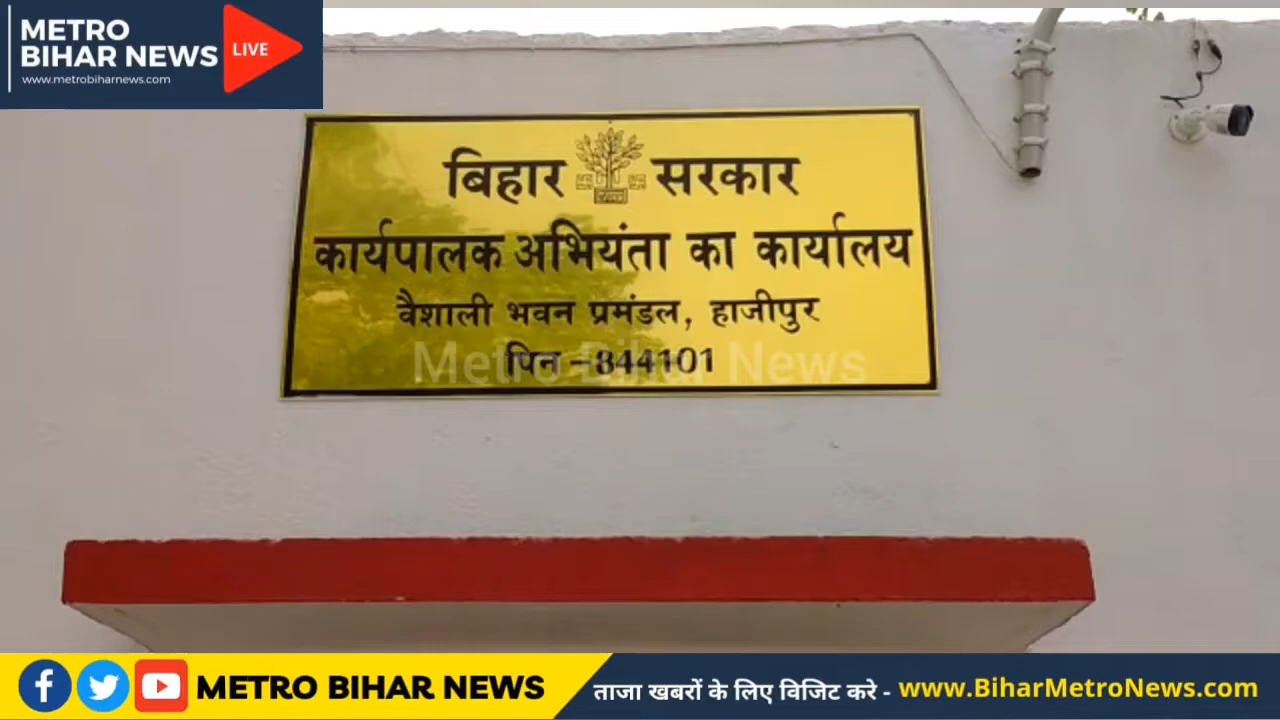 METRO
BIHAR NEWS
LIVE
www.metrobiharnews.com
बिहार सरकार
कार्यपालक अभियंता का कार्यालय
वैशाली भवन प्रमंडल, हाजीपुर
पिन – 844101
Metro Bihar News
METRO BIHAR NEWS
ताजा खबरों के लिए विजिट करे - www.BiharMetroNews.com